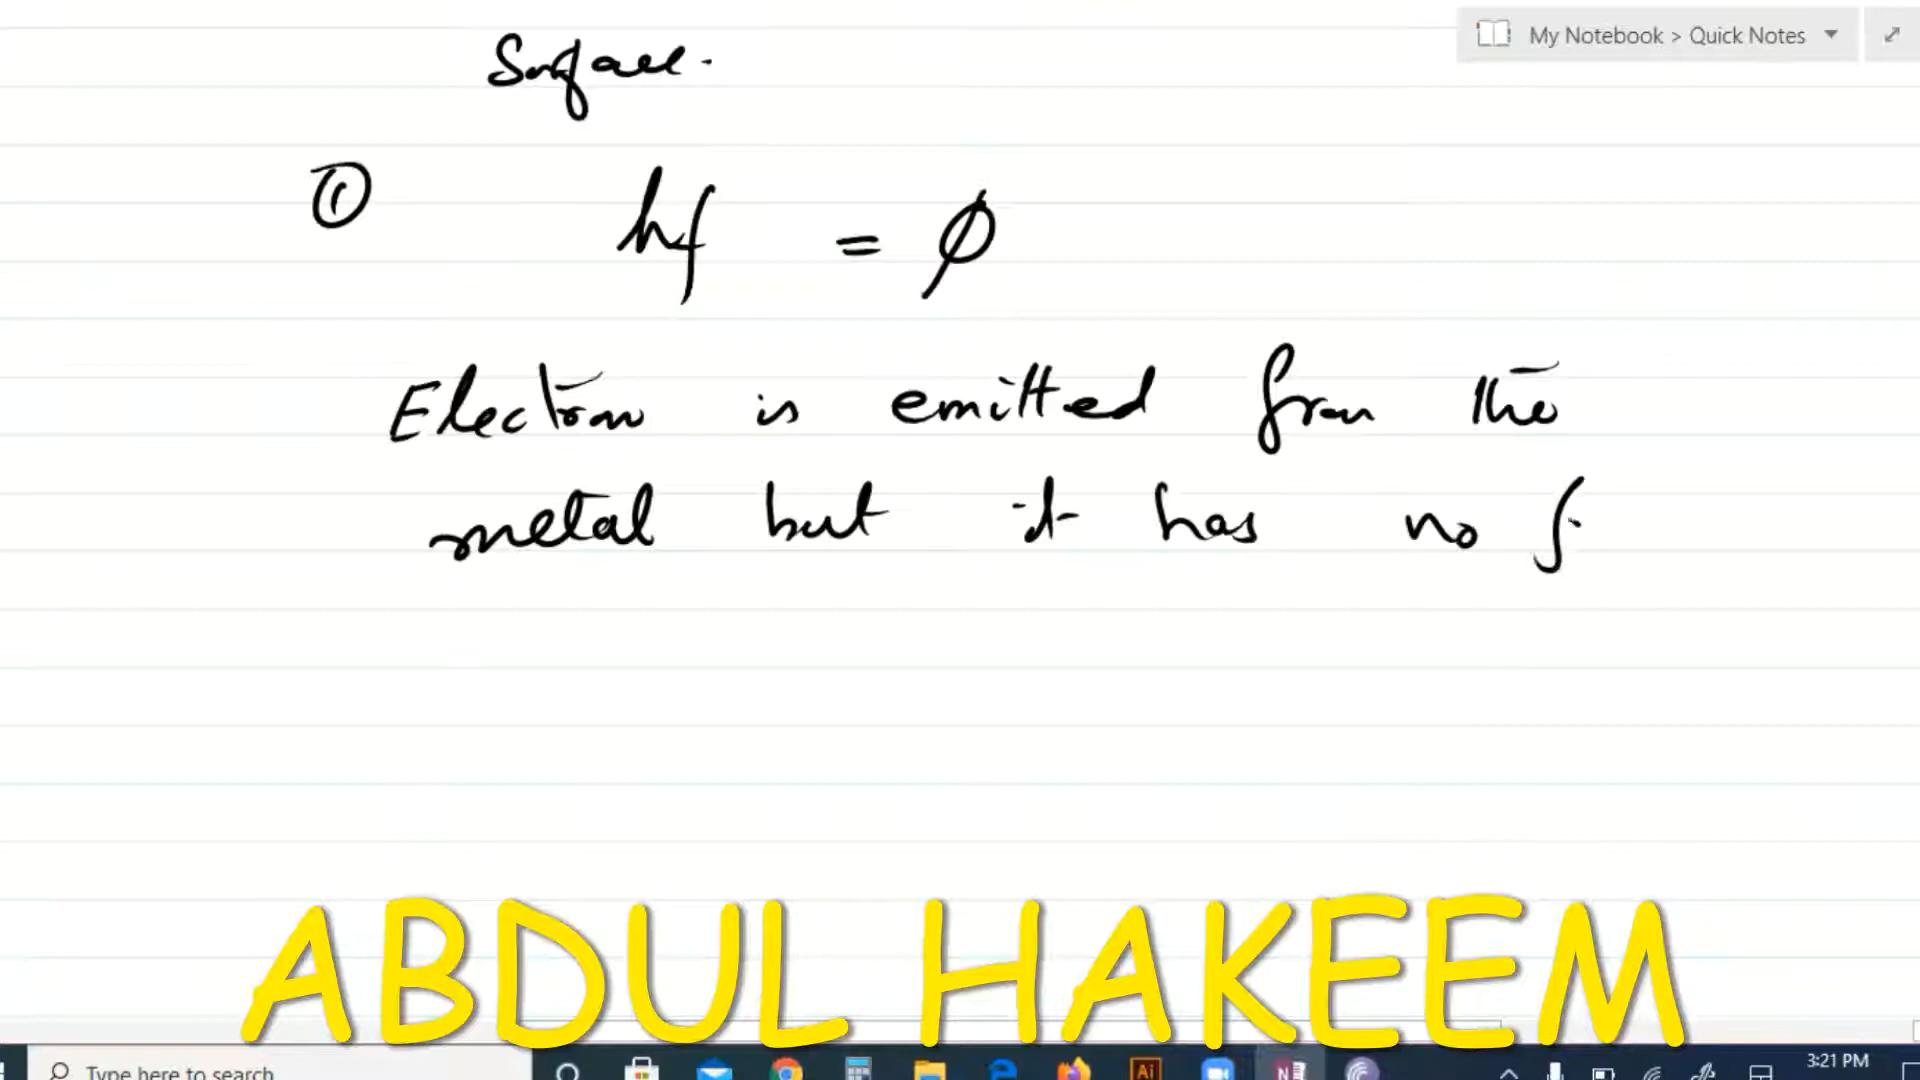 My Notebook > Quick Notes
Surface.
① hf = ϕ
Electron is emitted from the
metal but it has no
ABDUL HAKEEM
Type here to search
Ai
N
3:21 PM